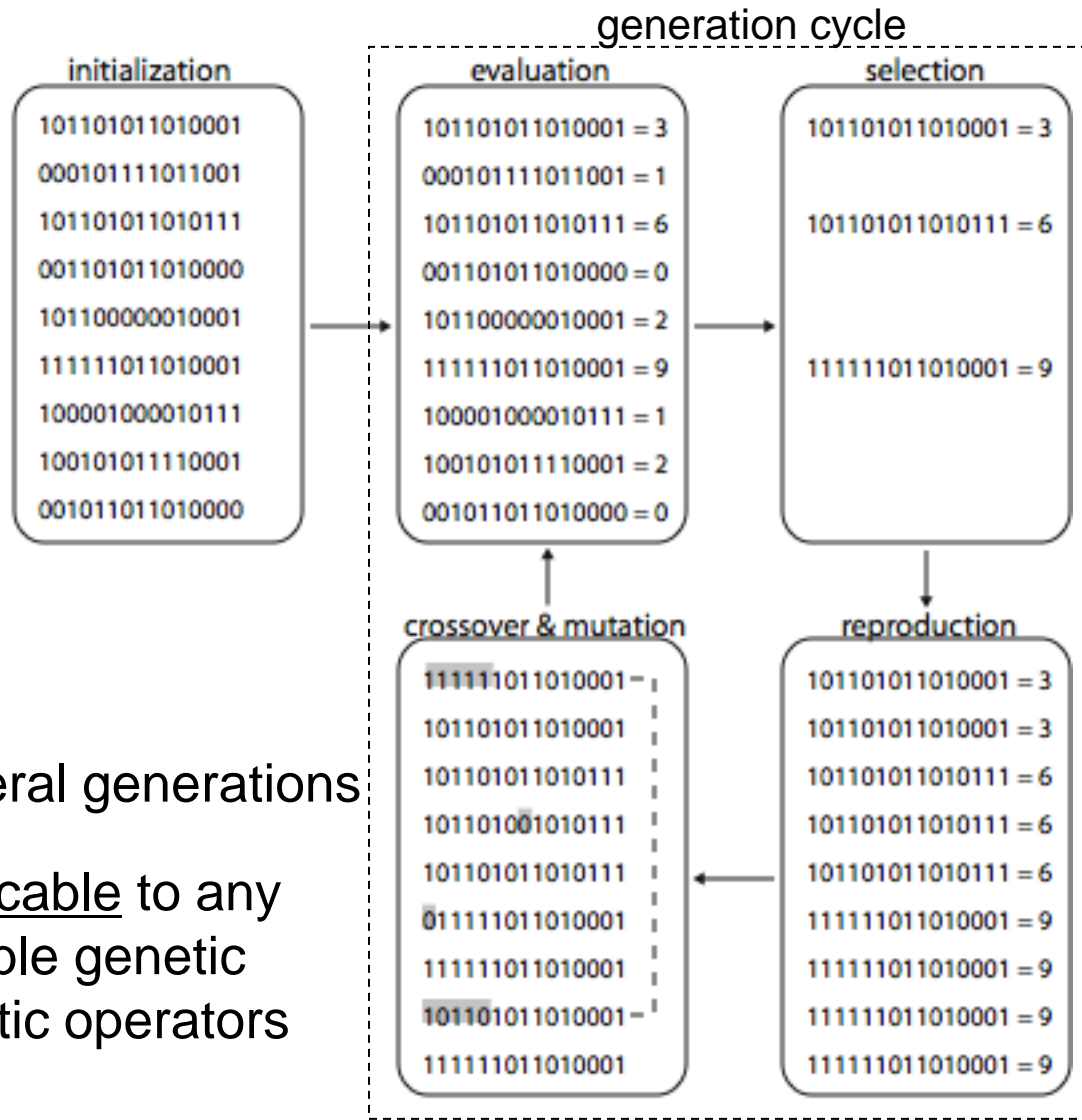 generation cycle
initialization
101101011010001
000101111011001
101101011010111
001101011010000
101100000010001
111111011010001
100001000010111
100101011110001
001011011010000
evaluation
101101011010001 = 3
000101111011001 = 1
101101011010111 = 6
001101011010000 = 0
101100000010001 = 2
111111011010001 = 9
100001000010111 = 1
100101011110001 = 2
001011011010000 = 0
selection
101101011010001 = 3
101101011010111 = 6
111111011010001 = 9
crossover & mutation
111111011010001
101101011010001
101101011010111
101101001010111
101101011010111
011111011010001
111111011010001
101101011010001
111111011010001
reproduction
101101011010001 = 3
101101011010001 = 3
101101011010111 = 6
101101011010111 = 6
101101011010111 = 6
111111011010001 = 9
111111011010001 = 9
111111011010001 = 9
111111011010001 = 9
eral generations
cable to any
ole genetic
tic operators